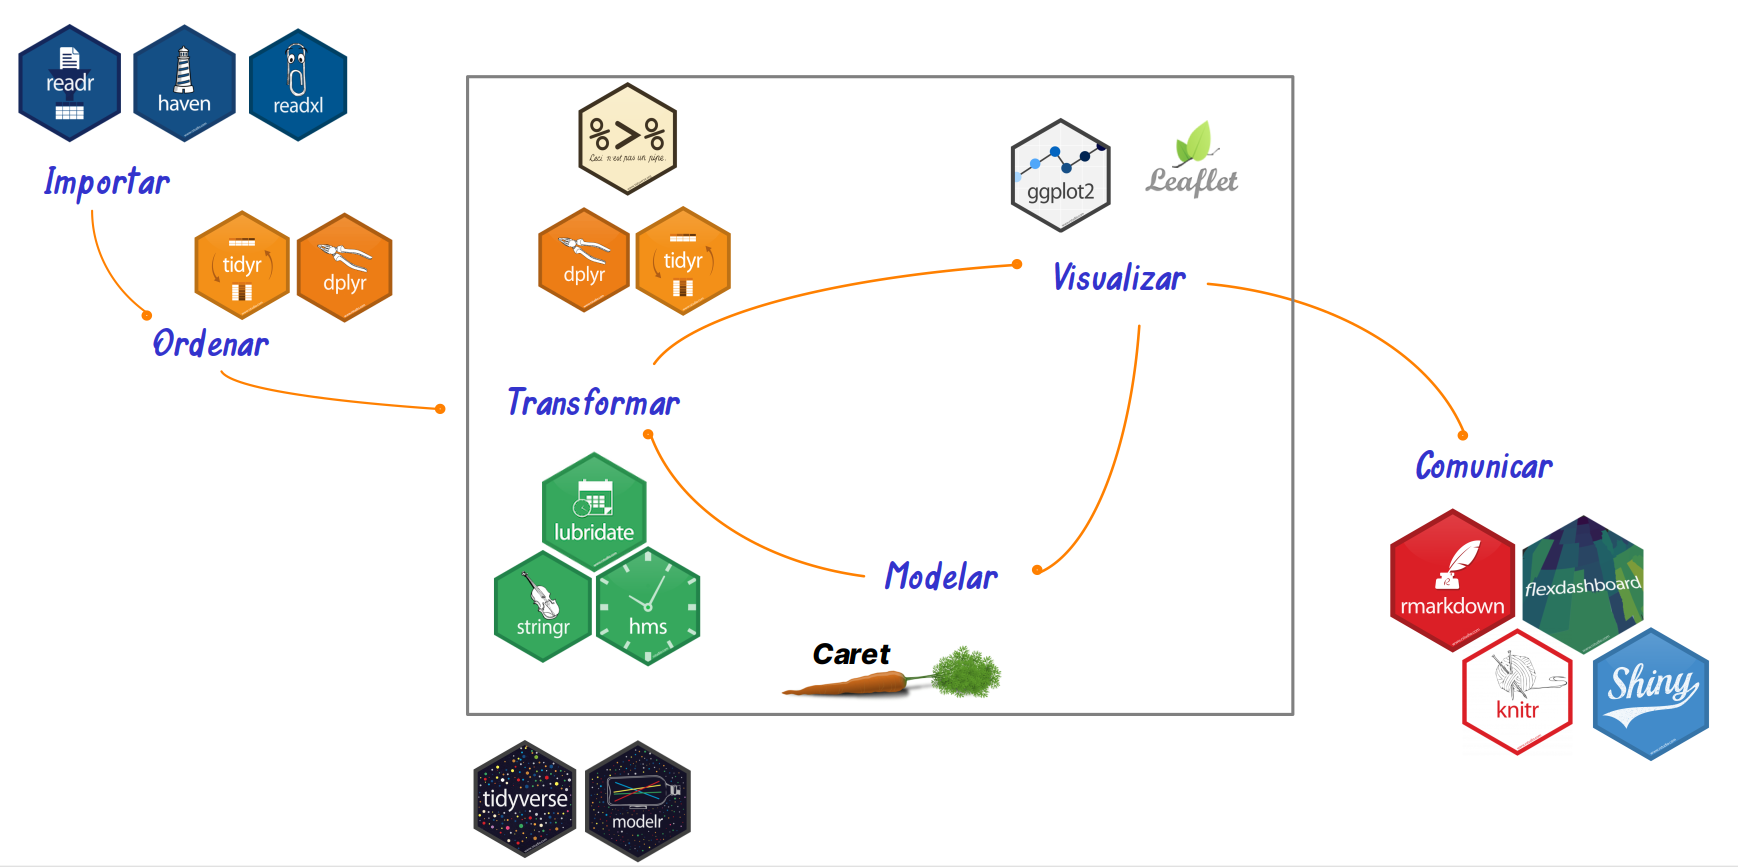 readr
haven
readxl
Importar
tidyr
dplyr
Ordenar
%>%
Ceci n'est pas un pipe.
dplyr
tidyr
ggplot2
Leaflet
Visualizar
Transformar
lubridate
stringr
hms
Modelar
Caret
Comunicar
rmarkdown
flexdashboard
knitr
Shiny
tidyverse
modelr